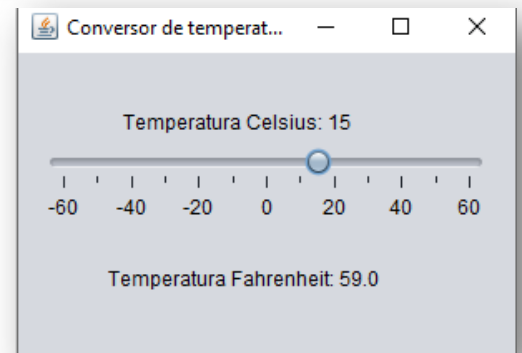 Conversor de temperat...
Temperatura Celsius: 15
-60 -40 -20 0 20 40 60
Temperatura Fahrenheit: 59.0